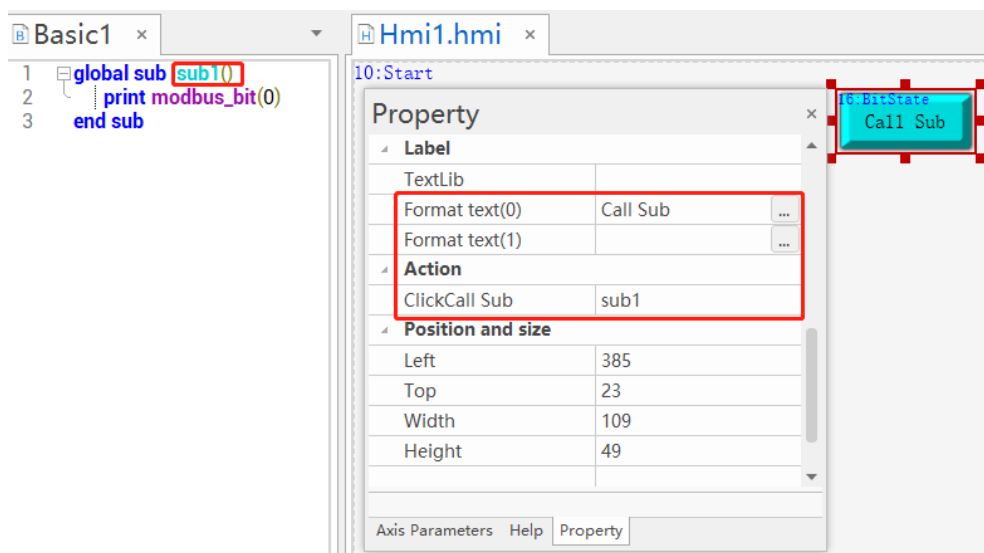 Basic1 ×
Hmi1.hmi ×
1 global sub sub1()
2 print modbus_bit(0)
3 end sub
10:Start
16:BitState
Call Sub
Property ×
Label
TextLib
Format text(0) Call Sub ...
Format text(1) ...
Action
ClickCall Sub sub1
Position and size
Left 385
Top 23
Width 109
Height 49
Axis Parameters Help Property